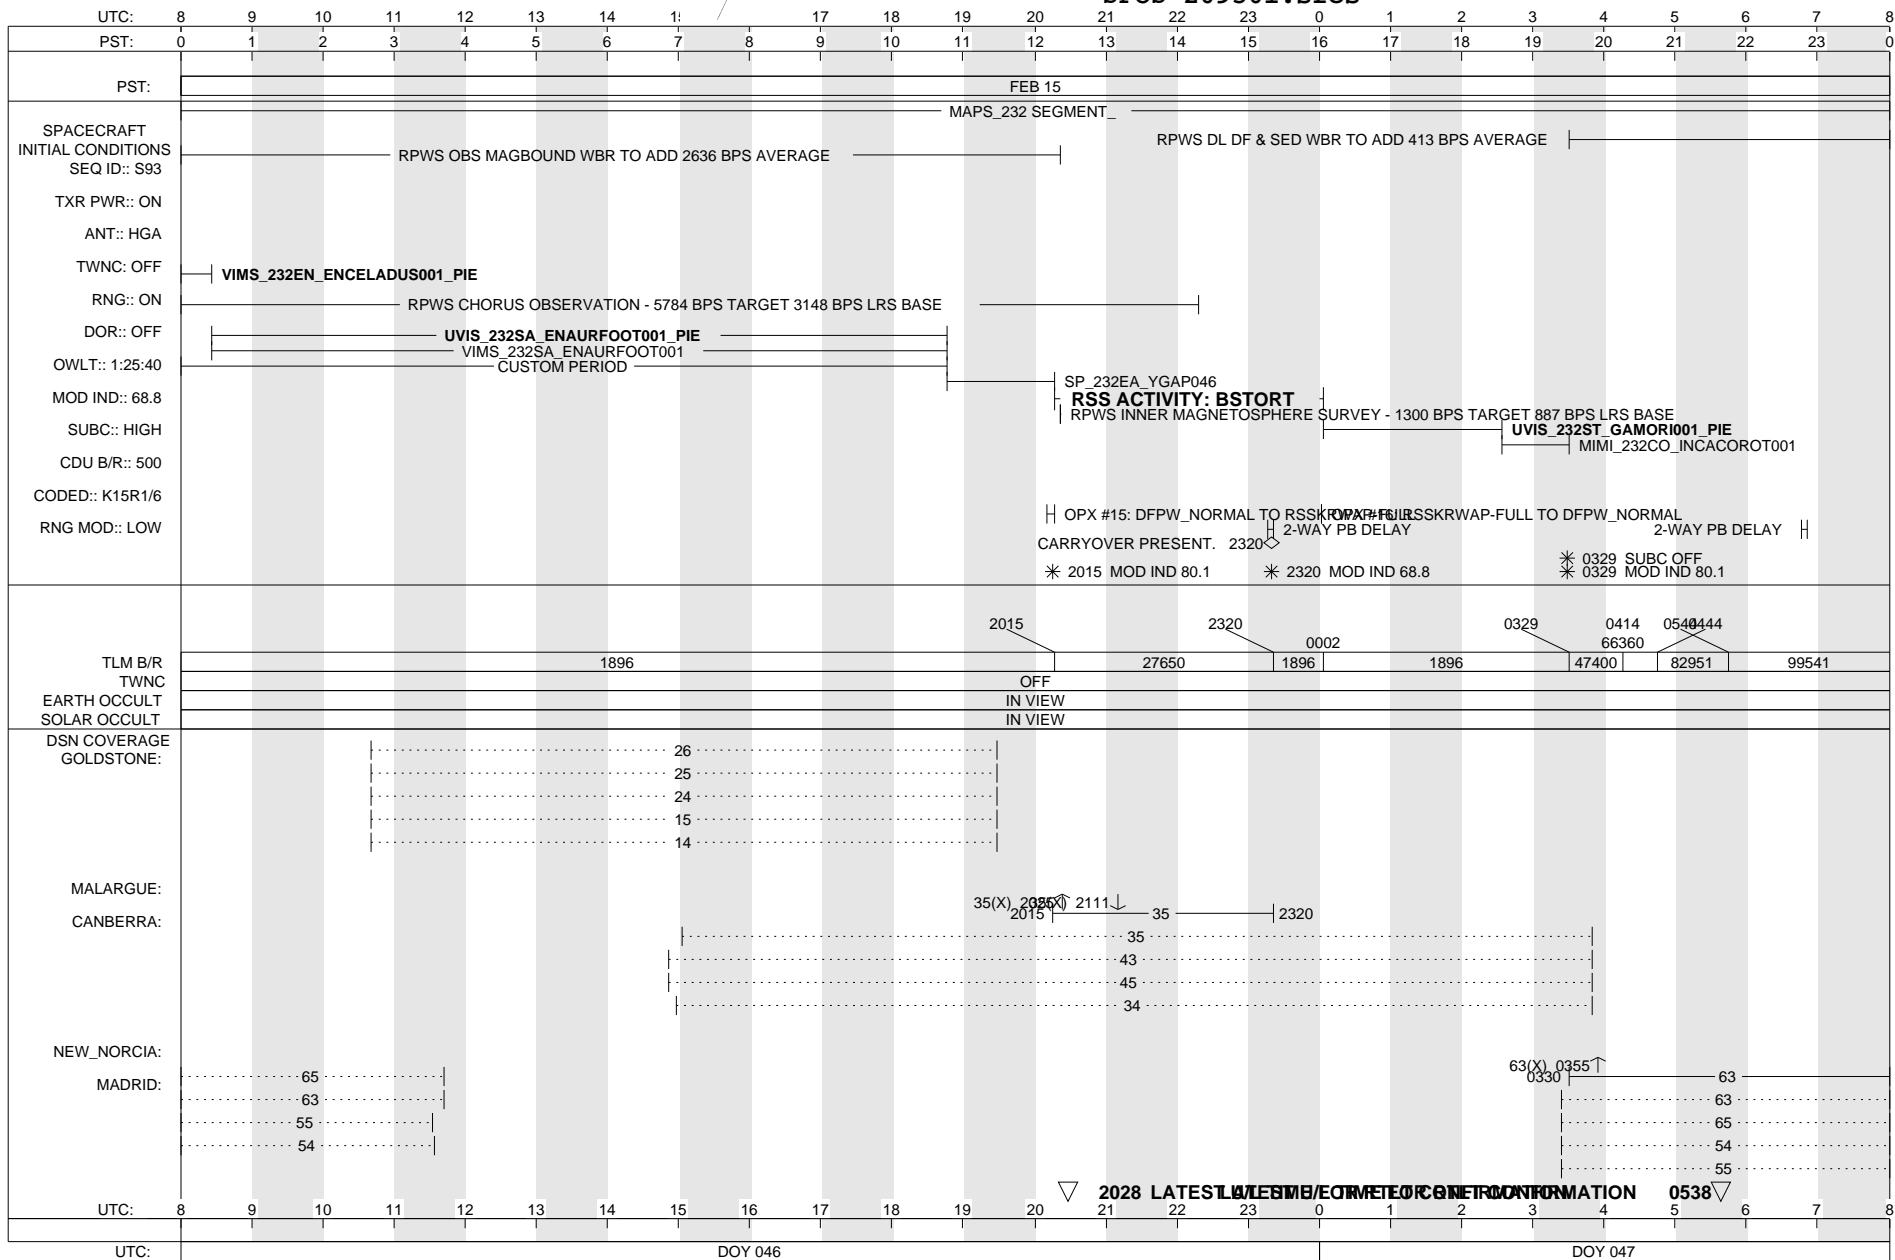 UTC: 8 9 10 11 12 13 14 17 18 19 20 21 22 23 0 1 2 3 4 5 6 7 8
PST: 0 1 2 3 4 5 6 7 8 9 10 11 12 13 14 15 16 17 18 19 20 21 22 23 0
PST: FEB 15
MAPS_232 SEGMENT_
SPACECRAFT
INITIAL CONDITIONS
RPWS DL DF & SED WBR TO ADD 413 BPS AVERAGE
RPWS OBS MAGBOUND WBR TO ADD 2636 BPS AVERAGE
SEQ ID:: S93
TXR PWR:: ON
ANT:: HGA
TWNC: OFF
VIMS_232EN_ENCELADUS001_PIE
RNG:: ON
RPWS CHORUS OBSERVATION - 5784 BPS TARGET 3148 BPS LRS BASE
DOR:: OFF
UVIS_232SA_ENAURFOOT001_PIE
VIMS_232SA_ENAURFOOT001
OWLT:: 1:25:40
CUSTOM PERIOD
SP_232EA_YGAP046
MOD IND:: 68.8
RSS ACTIVITY: BSTORT
RPWS INNER MAGNETOSPHERE SURVEY - 1300 BPS TARGET 887 BPS LRS BASE
SUBC:: HIGH
UVIS_232ST_GAMORI001_PIE
MIMI_232CO_INCACOROT001
CDU B/R:: 500
CODED:: K15R1/6
OPX #15: DFPW_NORMAL TO RSSKRWAP-FULL
OPX #16: RSSKRWAP-FULL TO DFPW_NORMAL
RNG MOD:: LOW
2-WAY PB DELAY
2-WAY PB DELAY
CARRYOVER PRESENT. 2320
0329 SUBC OFF
2015 MOD IND 80.1
2320 MOD IND 68.8
0329 MOD IND 80.1
2015 2320 0329 0414 0544 0444
0002 66360
TLM B/R 1896 27650 1896 1896 47400 82951 99541
TWNC OFF
EARTH OCCULT IN VIEW
SOLAR OCCULT IN VIEW
DSN COVERAGE
GOLDSTONE:
26
25
24
15
14
MALARGUE:
35(X) 2111
CANBERRA:
2015 35 2320
35
43
45
34
NEW_NORCIA:
63(X) 0355
MADRID:
65 0330 63
63 63
55 65
54 54
55
2028 LATEST 0538
UTC: 8 9 10 11 12 13 14 15 16 17 18 19 20 21 22 23 0 1 2 3 4 5 6 7 8
UTC: DOY 046 DOY 047